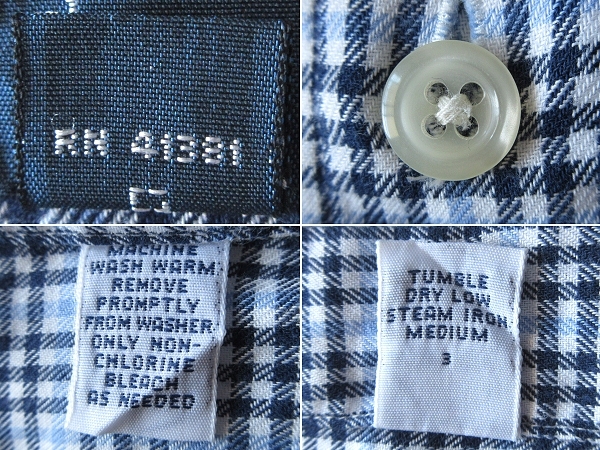 RN 41381
MACHINE
WASH WARM
REMOVE
PROMPTLY
FROM WASHER
ONLY NON-
CHLORINE
BLEACH
AS NEEDED
TUMBLE
DRY LOW
STEAM IRON
MEDIUM
3